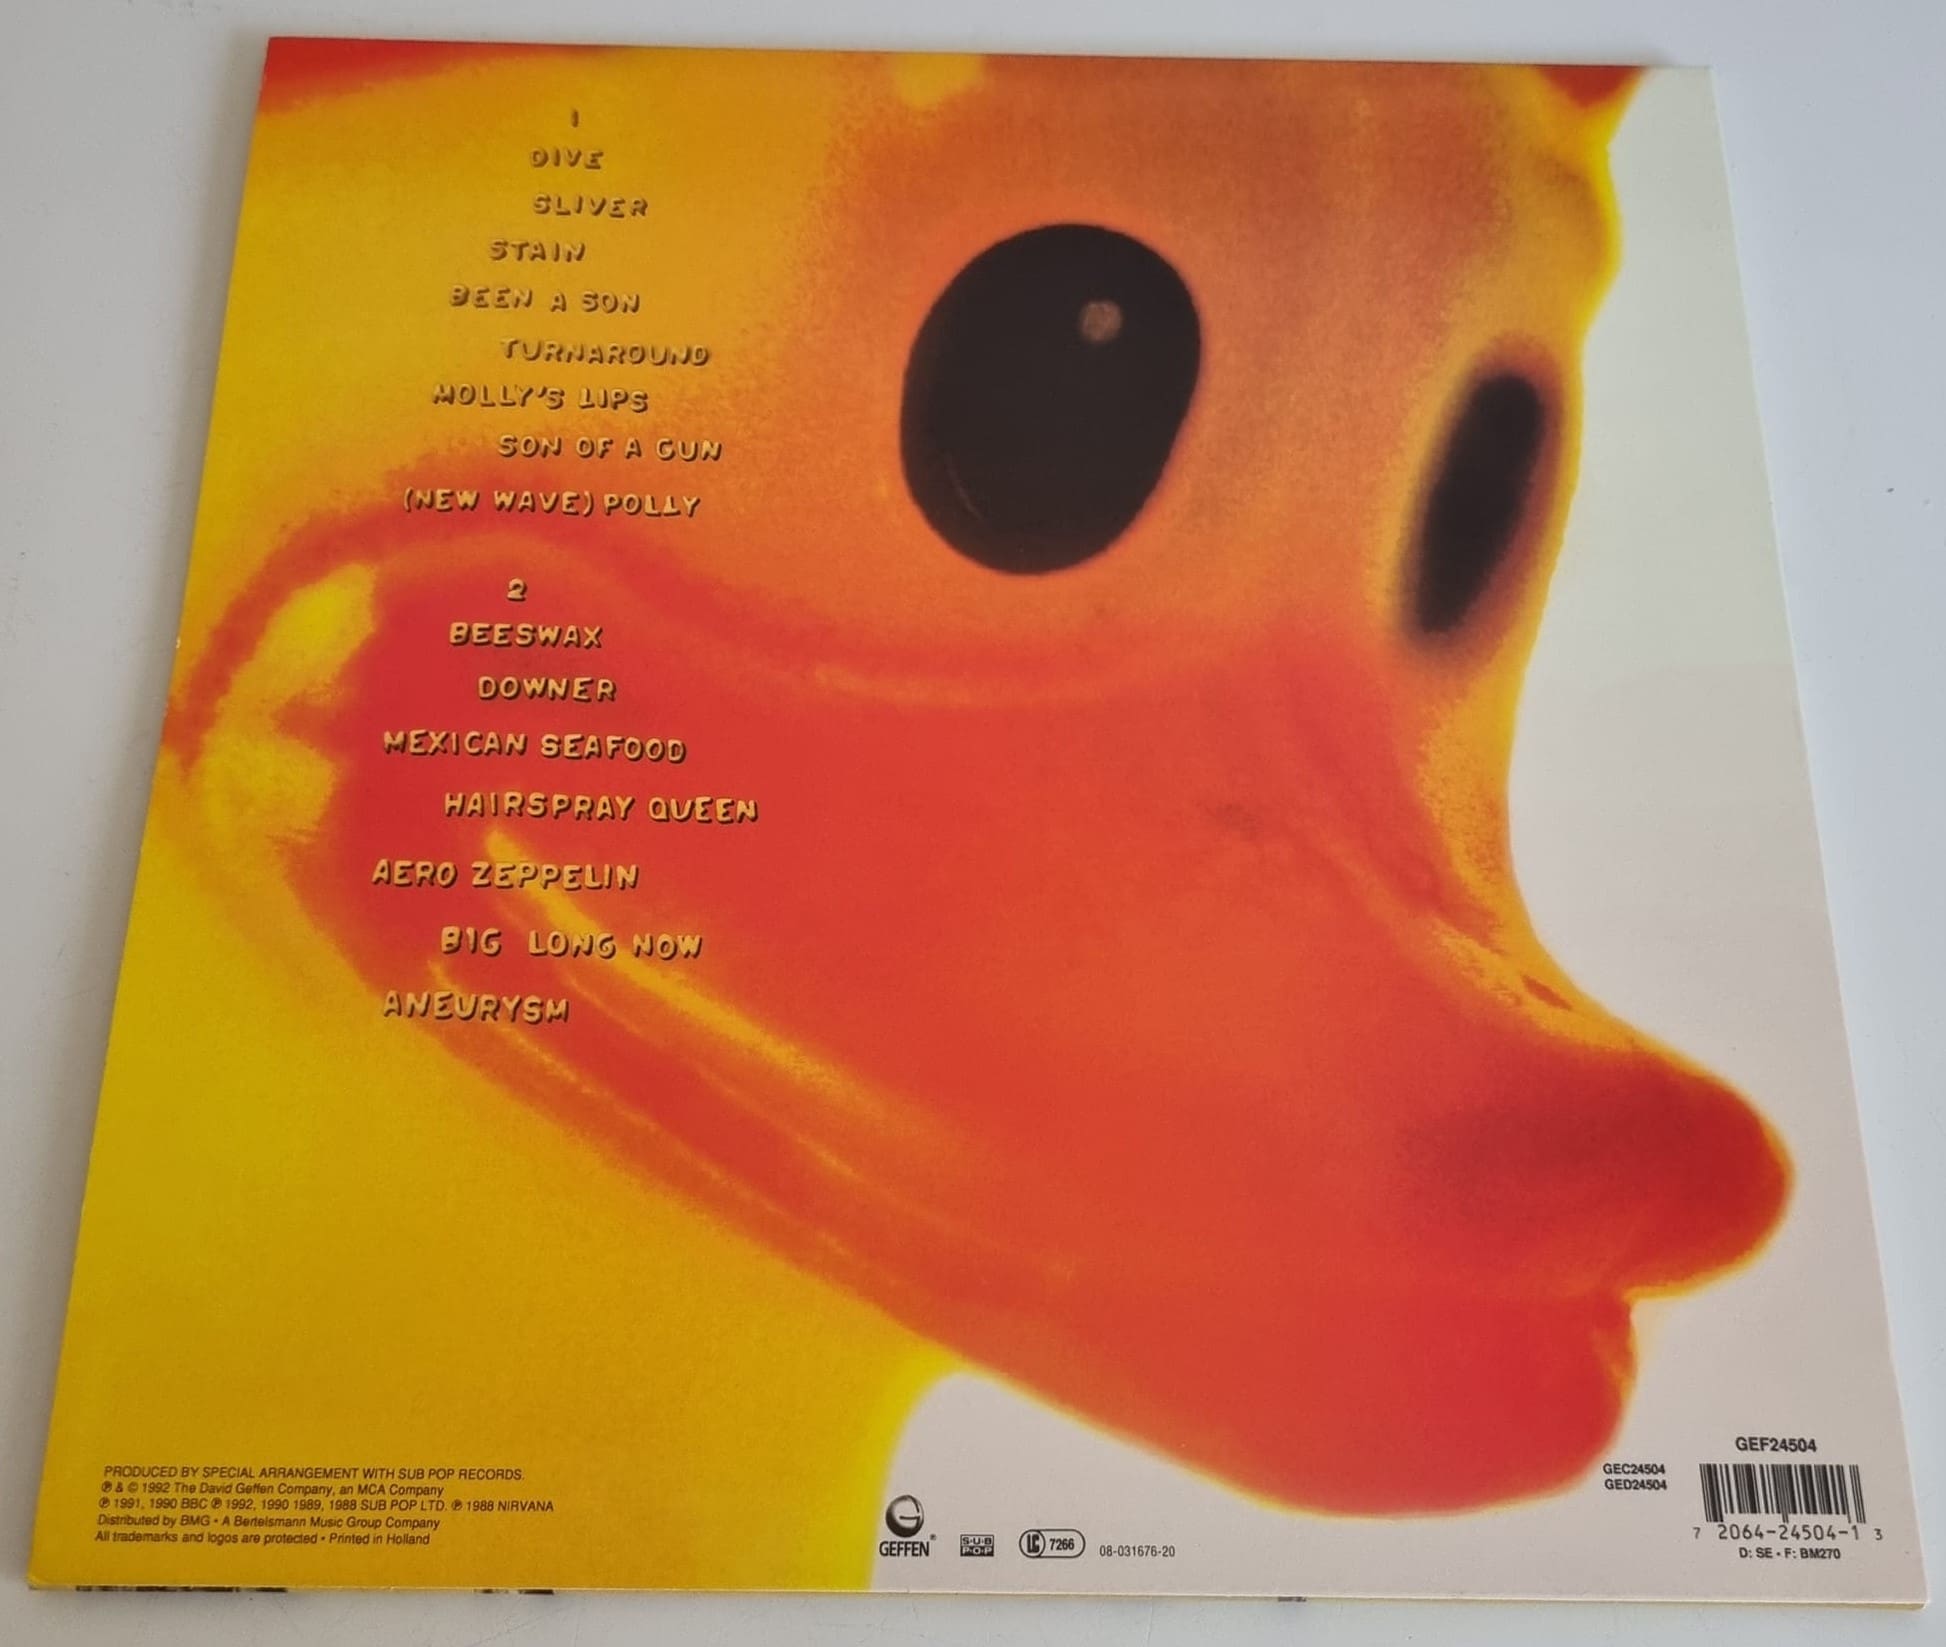 1
DIVE
SLIVER
STAIN
BEEN A SON
TURNAROUND
MOLLY'S LIPS
SON OF A GUN
(NEW WAVE) POLLY
2
BEESWAX
DOWNER
MEXICAN SEAFOOD
HAIRSPRAY QUEEN
AERO ZEPPELIN
BIG LONG NOW
ANEURYSM
PRODUCED BY SPECIAL ARRANGEMENT WITH SUB POP RECORDS.
℗ & © 1992 The David Geffen Company, an MCA Company
℗ 1991, 1990 BBC ℗ 1992, 1990 1989, 1988 SUB POP LTD. ℗ 1988 NIRVANA
Distributed by BMG • A Bertelsmann Music Group Company
All trademarks and logos are protected • Printed in Holland
GEFFEN®
SUB
POP
LC 7266
08-031676-20
GEF24504
GEC24504
GED24504
7 2064-24504-1 3
D: SE • F: BM270